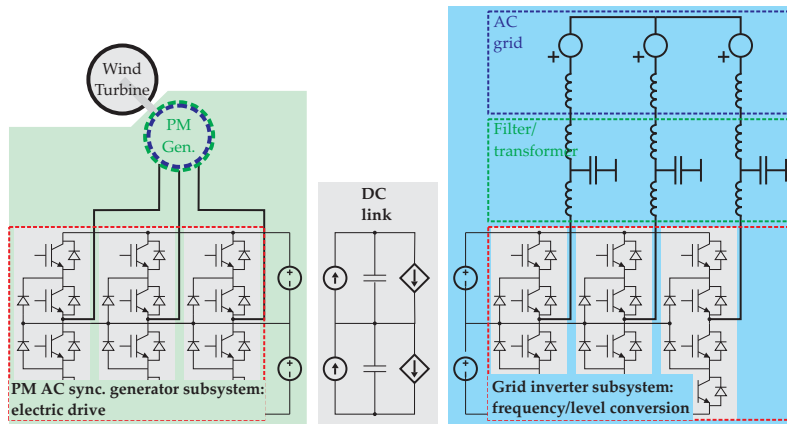 Wind
Turbine
PM
Gen.
DC
link
AC
grid
Filter/
transformer
PM AC sync. generator subsystem:
electric drive
Grid inverter subsystem:
frequency/level conversion